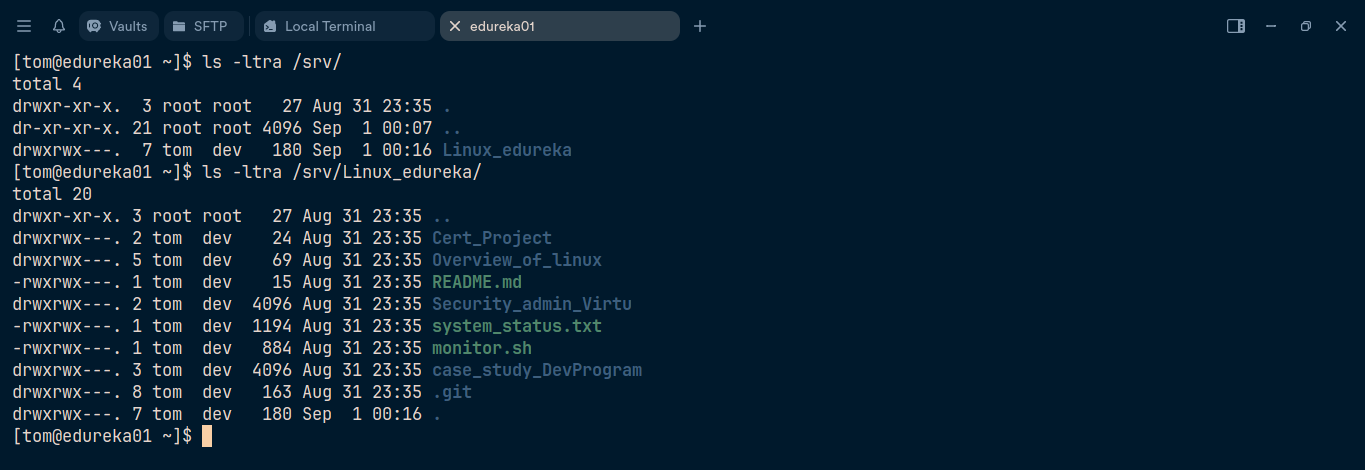 Vaults SFTP Local Terminal edureka01
[tom@edureka01 ~]$ ls -ltra /srv/
total 4
drwxr-xr-x.  3 root root   27 Aug 31 23:35 .
dr-xr-xr-x. 21 root root 4096 Sep  1 00:07 ..
drwxrwx---.  7 tom  dev   180 Sep  1 00:16 Linux_edureka
[tom@edureka01 ~]$ ls -ltra /srv/Linux_edureka/
total 20
drwxr-xr-x. 3 root root   27 Aug 31 23:35 ..
drwxrwx---. 2 tom  dev    24 Aug 31 23:35 Cert_Project
drwxrwx---. 5 tom  dev    69 Aug 31 23:35 Overview_of_linux
-rwxrwx---. 1 tom  dev    15 Aug 31 23:35 README.md
drwxrwx---. 2 tom  dev  4096 Aug 31 23:35 Security_admin_Virtu
-rwxrwx---. 1 tom  dev  1194 Aug 31 23:35 system_status.txt
-rwxrwx---. 1 tom  dev   884 Aug 31 23:35 monitor.sh
drwxrwx---. 3 tom  dev  4096 Aug 31 23:35 case_study_DevProgram
drwxrwx---. 8 tom  dev   163 Aug 31 23:35 .git
drwxrwx---. 7 tom  dev   180 Sep  1 00:16 .
[tom@edureka01 ~]$